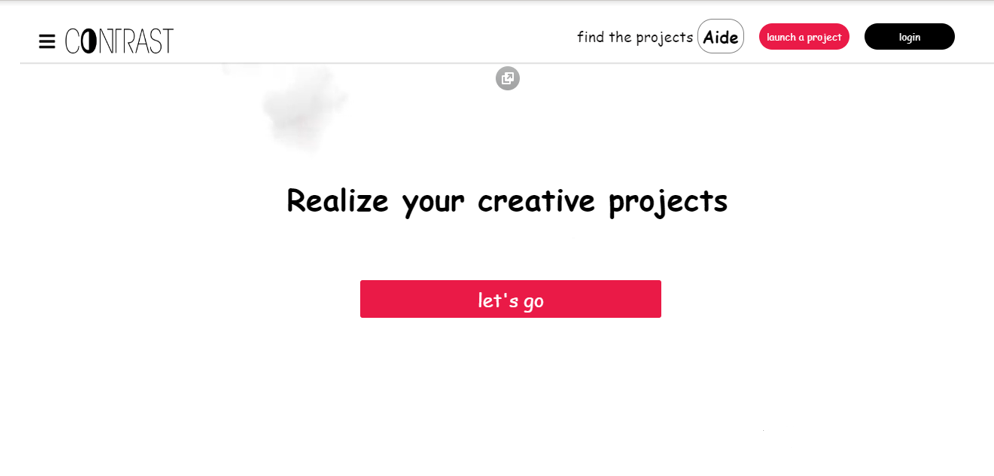 CONTRAST
find the projects Aide launch a project login
Realize your creative projects
let's go